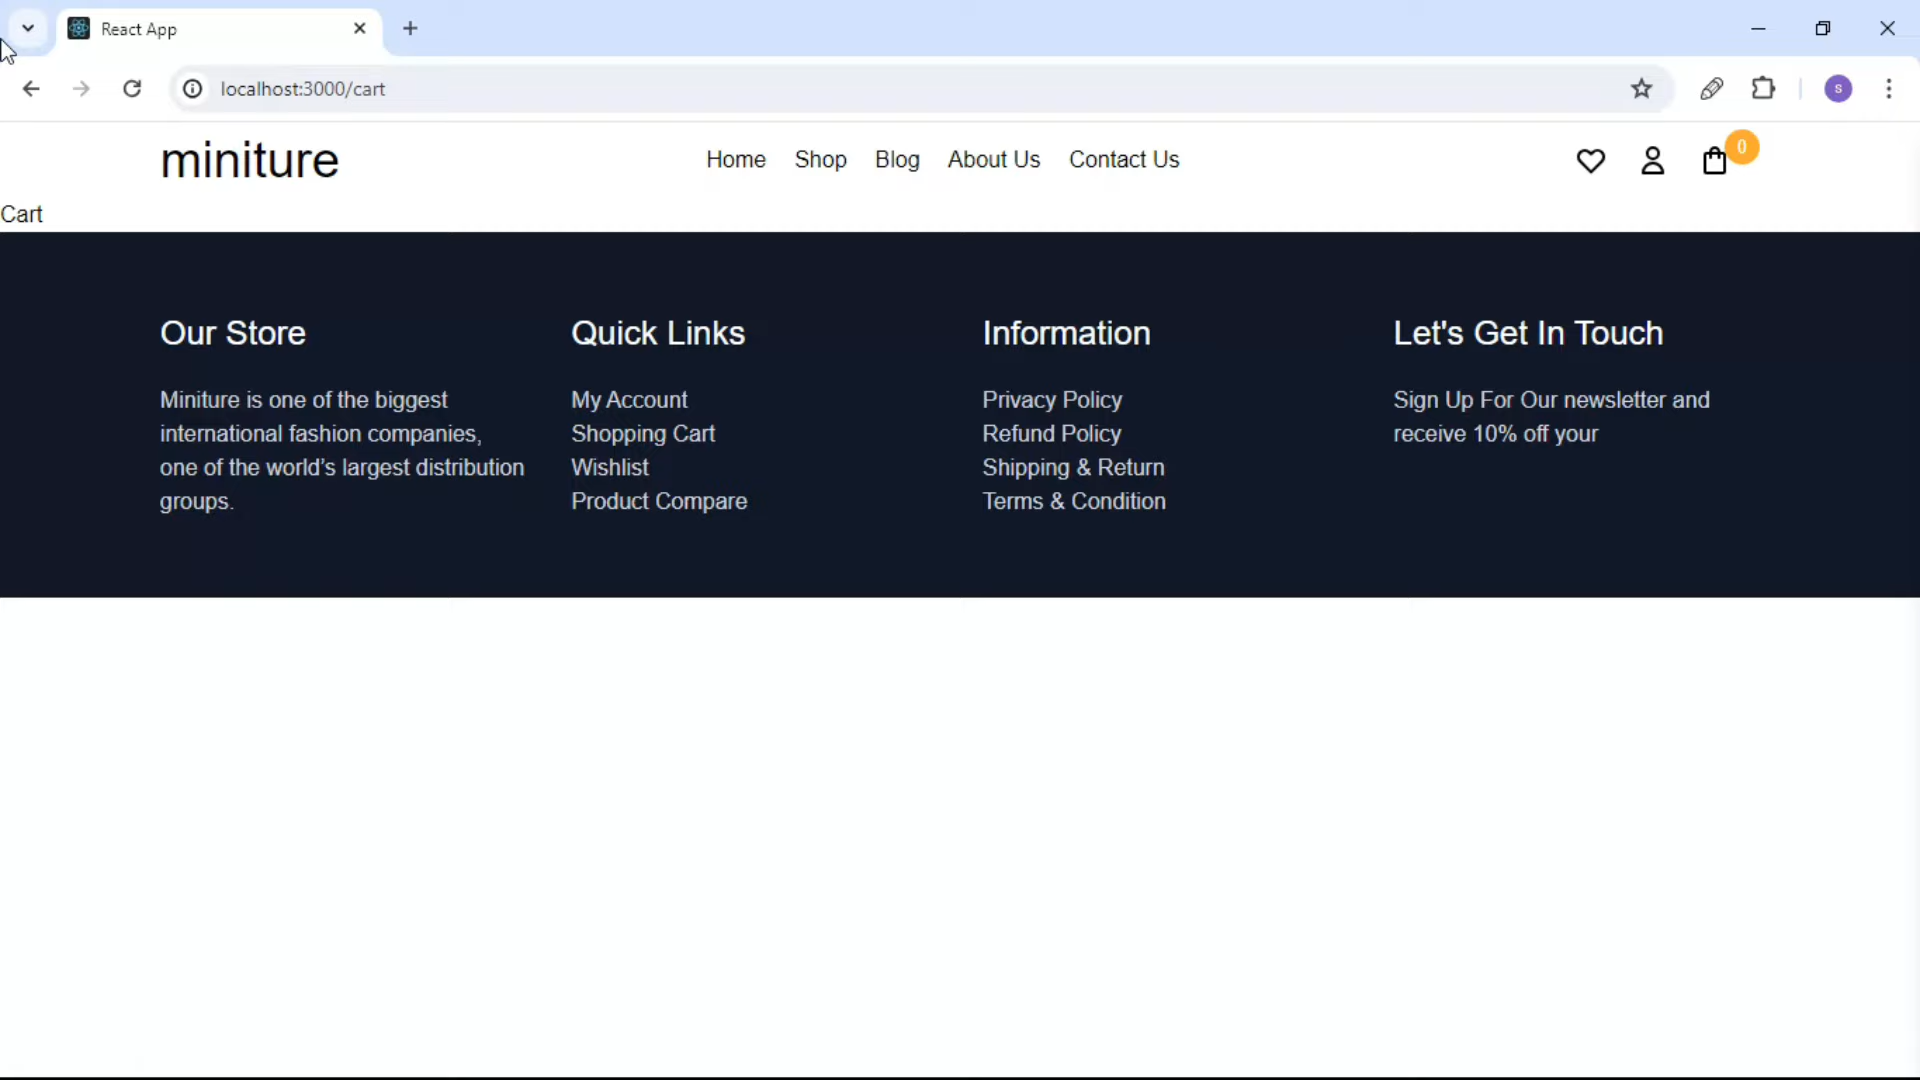 React App
localhost:3000/cart
S
miniture
Home Shop Blog About Us Contact Us
0
Cart
Our Store
Miniture is one of the biggest
international fashion companies,
one of the world’s largest distribution
groups.
Quick Links
My Account
Shopping Cart
Wishlist
Product Compare
Information
Privacy Policy
Refund Policy
Shipping & Return
Terms & Condition
Let's Get In Touch
Sign Up For Our newsletter and
receive 10% off your